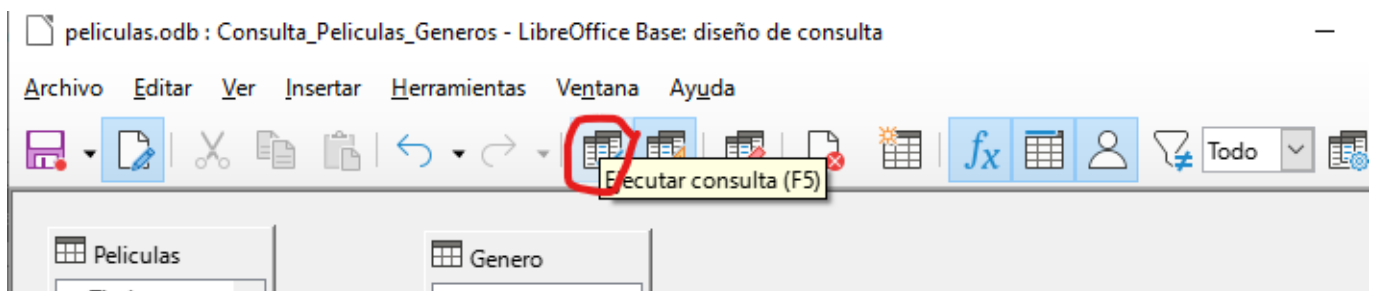 peliculas.odb : Consulta_Peliculas_Generos - LibreOffice Base: diseño de consulta
Archivo Editar Ver Insertar Herramientas Ventana Ayuda
fx Todo
Ejecutar consulta (F5)
Peliculas Genero